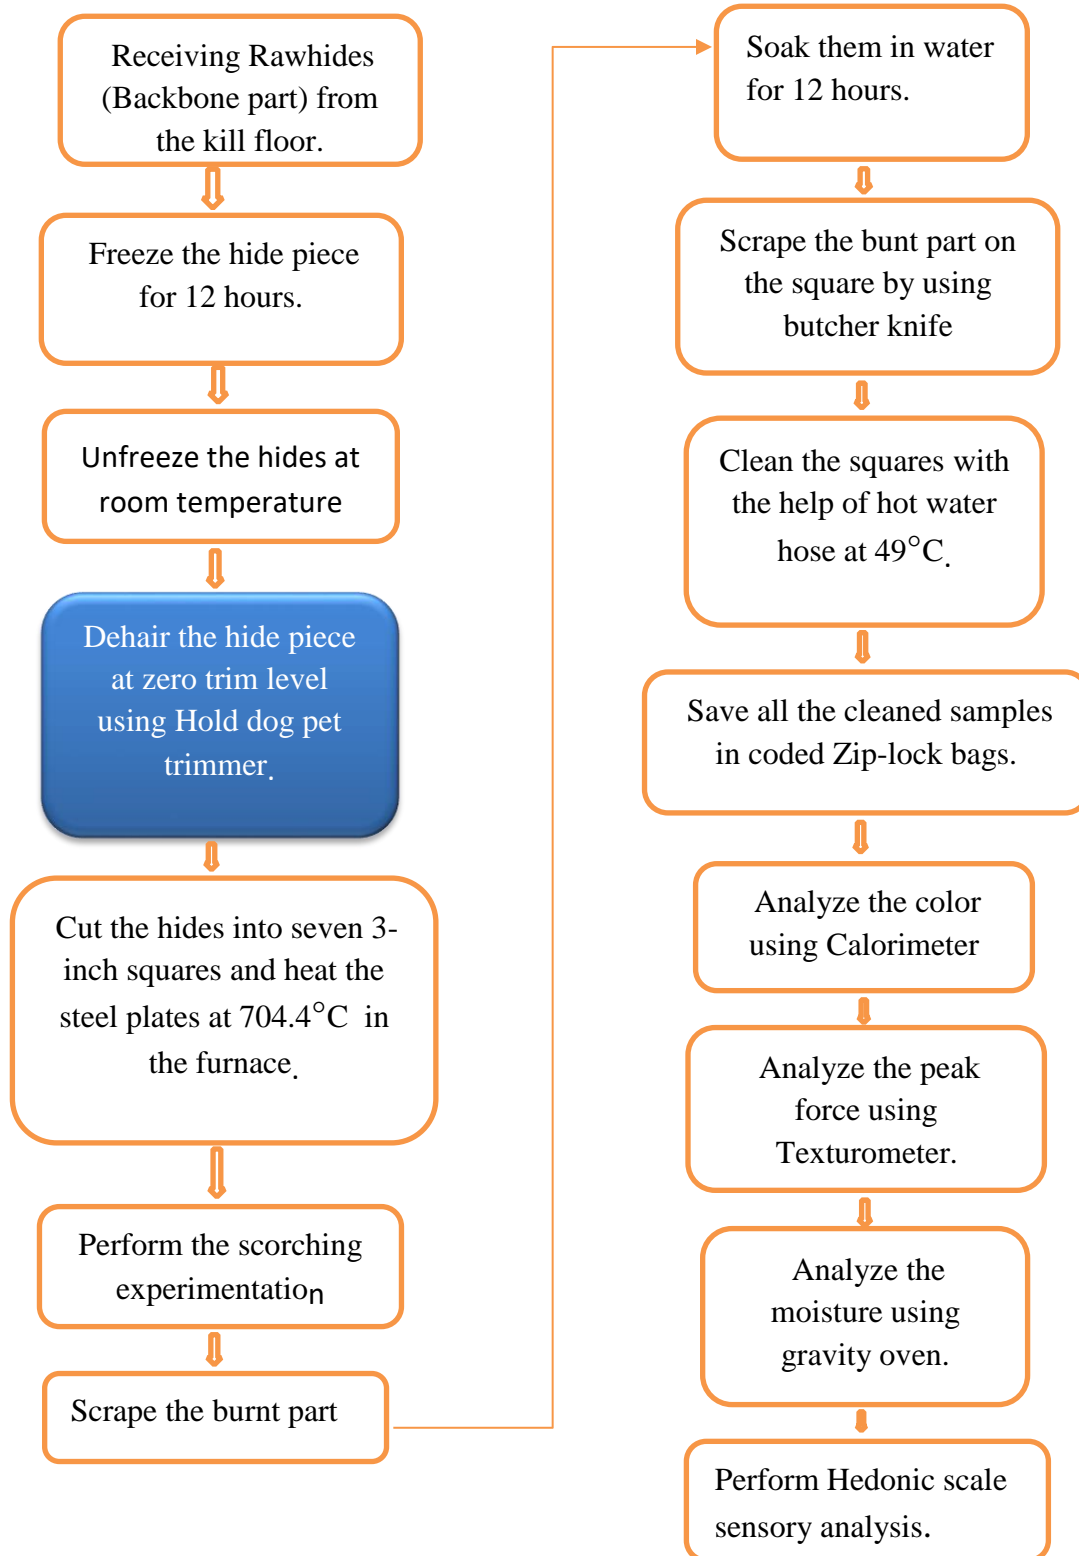 Receiving Rawhides
(Backbone part) from
the kill floor.
Freeze the hide piece
for 12 hours.
Unfreeze the hides at
room temperature
Dehair the hide piece
at zero trim level
using Hold dog pet
trimmer.
Cut the hides into seven 3-
inch squares and heat the
steel plates at 704.4°C in
the furnace.
Perform the scorching
experimentation
Scrape the burnt part
Soak them in water
for 12 hours.
Scrape the bunt part on
the square by using
butcher knife
Clean the squares with
the help of hot water
hose at 49°C.
Save all the cleaned samples
in coded Zip-lock bags.
Analyze the color
using Calorimeter
Analyze the peak
force using
Texturometer.
Analyze the
moisture using
gravity oven.
Perform Hedonic scale
sensory analysis.